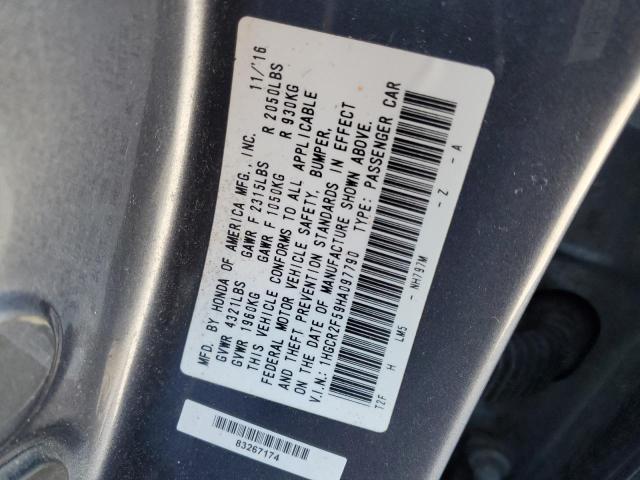 MFD. BY HONDA OF AMERICA MFG., INC. 11/'16
GVWR 4321LBS GAWR F 2315LBS R 2050LBS
GVWR 1960KG GAWR F 1050KG R 930KG
THIS VEHICLE CONFORMS TO ALL APPLICABLE
FEDERAL MOTOR VEHICLE SAFETY, BUMPER,
AND THEFT PREVENTION STANDARDS IN EFFECT
ON THE DATE OF MANUFACTURE SHOWN ABOVE.
V.I.N.: 1HGCR2F59HA097790 TYPE: PASSENGER CAR
T2F H LM5 - NH797M - Z - A
83267174